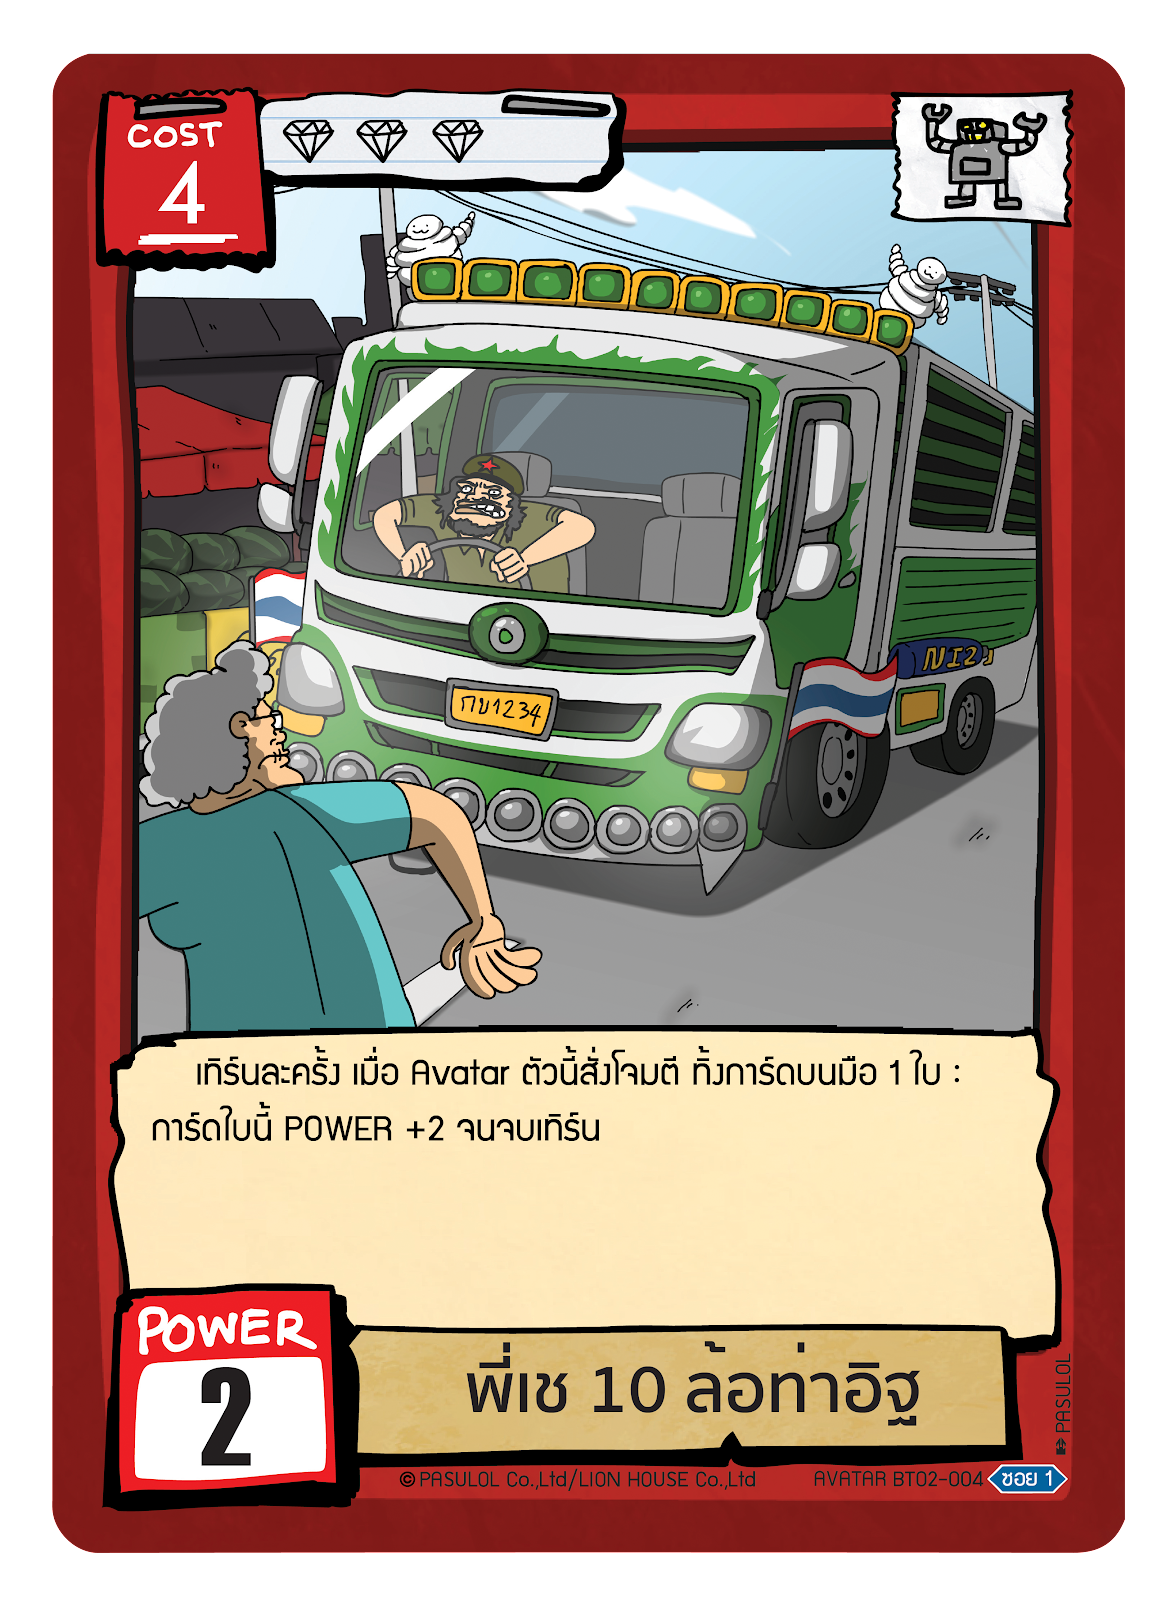 COST
4
NI2
กข1234
เทิร์นละครั้ง เมื่อ Avatar ตัวนี้สั่งโจมตี ทิ้งการ์ดบนมือ 1 ใบ :
การ์ดใบนี้ POWER +2 จนจบเทิร์น
POWER
2
พี่เช 10 ล้อท่าอิฐ
PASULOL
© PASULOL Co.,Ltd/LION HOUSE Co.,Ltd
AVATAR BT02-004 ซอย 1